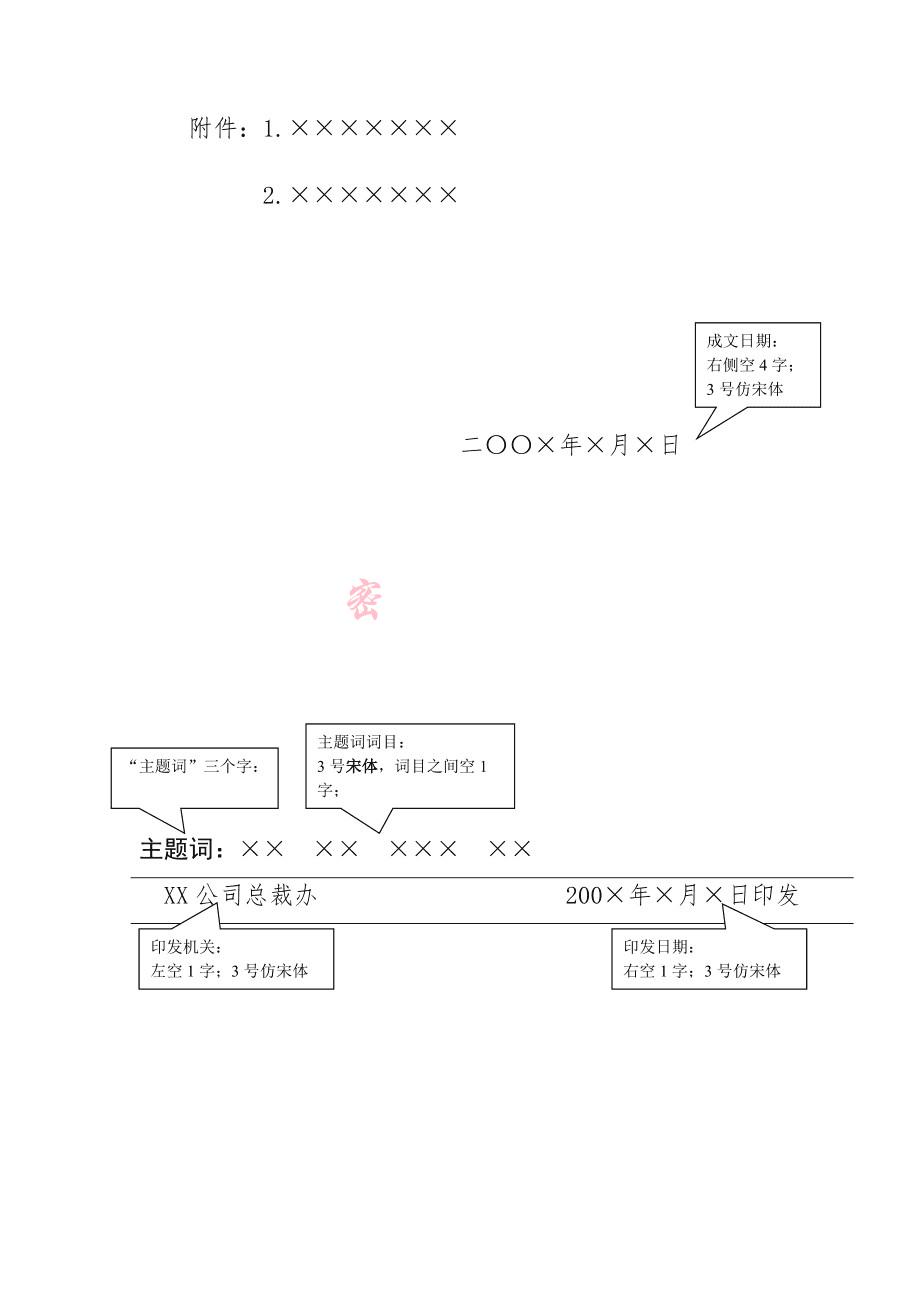 附件：1.×××××××
2.×××××××
成文日期：
右侧空 4 字；
3 号仿宋体
二〇〇×年×月×日
密
主题词词目：
“主题词”三个字：
3 号宋体，词目之间空 1
字；
主题词：×× ×× ××× ××
XX 公司总裁办 200×年×月×日印发
印发机关：
左空 1 字；3 号仿宋体
印发日期：
右空 1 字；3 号仿宋体